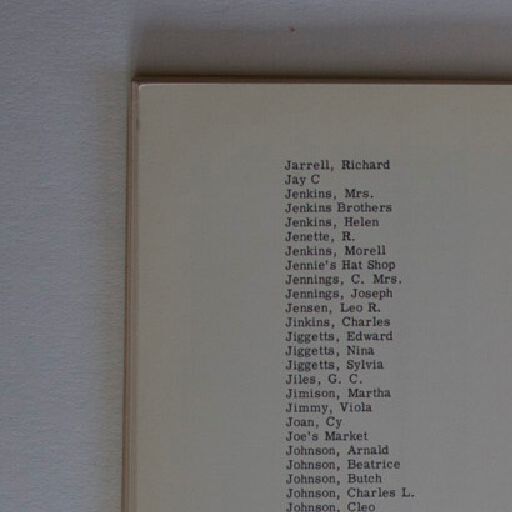 Jarrell, Richard
Jay C
Jenkins, Mrs.
Jenkins Brothers
Jenkins, Helen
Jenette, R.
Jenkins, Morell
Jennie's Hat Shop
Jennings, C. Mrs.
Jennings, Joseph
Jensen, Leo R.
Jinkins, Charles
Jiggetts, Edward
Jiggetts, Nina
Jiggetts, Sylvia
Jiles, G. C.
Jimison, Martha
Jimmy, Viola
Joan, Cy
Joe's Market
Johnson, Arnald
Johnson, Beatrice
Johnson, Butch
Johnson, Charles L.
Johnson, Cleo